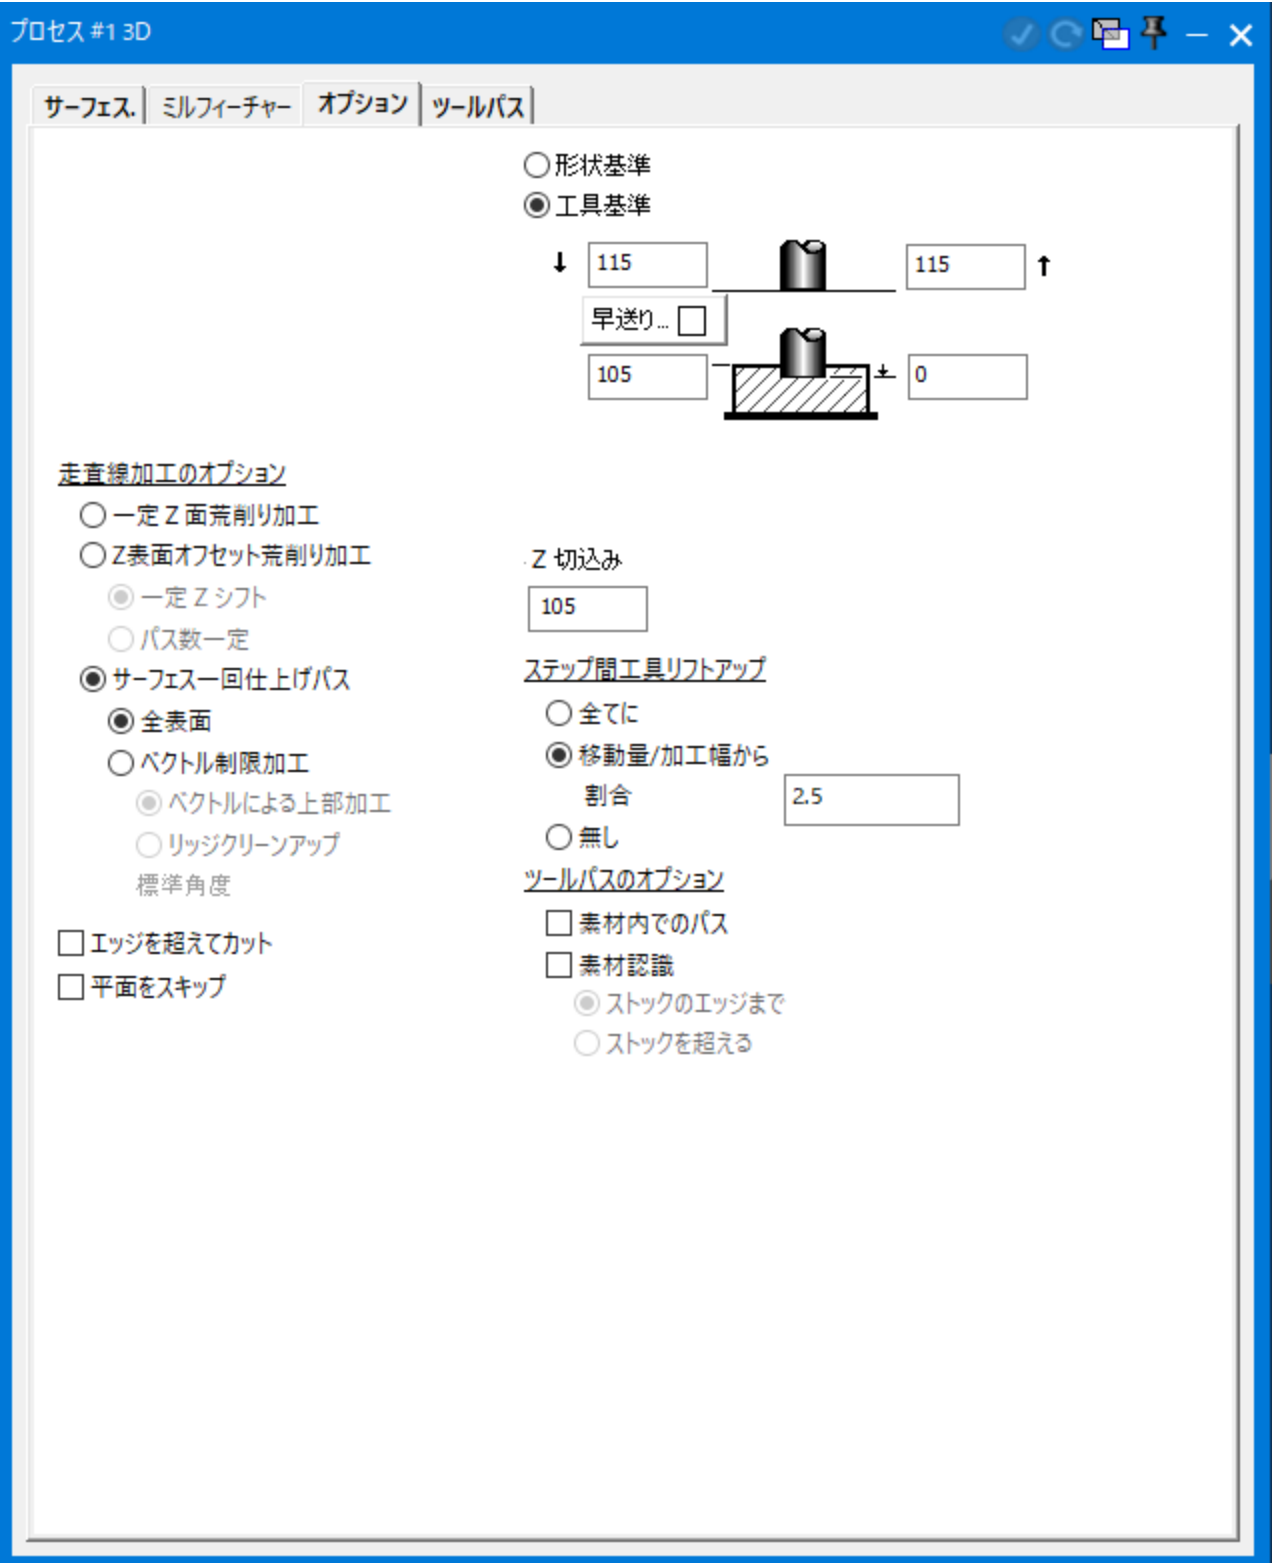 プロセス #1 3D
サーフェス. ミルフィーチャー オプション ツールパス
形状基準
工具基準
115 115
早送り...
105 0
走査線加工のオプション
一定 Z 面荒削り加工
Z表面オフセット荒削り加工
一定 Z シフト
パス数一定
サーフェス一回仕上げパス
全表面
ベクトル制限加工
ベクトルによる上部加工
リッジクリーンアップ
標準角度
エッジを超えてカット
平面をスキップ
Z 切込み
105
ステップ間工具リフトアップ
全てに
移動量/加工幅から
割合 2.5
無し
ツールパスのオプション
素材内でのパス
素材認識
ストックのエッジまで
ストックを超える